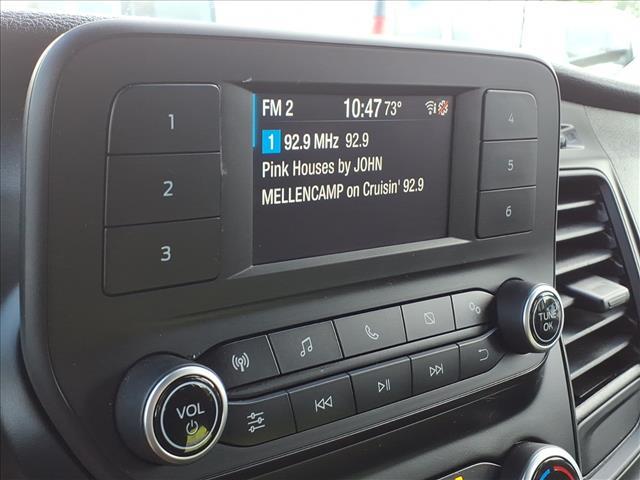 FM 2 10:47 73°
1 92.9 MHz 92.9
Pink Houses by JOHN
MELLENCAMP on Cruisin' 92.9
1
2
3
4
5
6
VOL
TUNE
OK